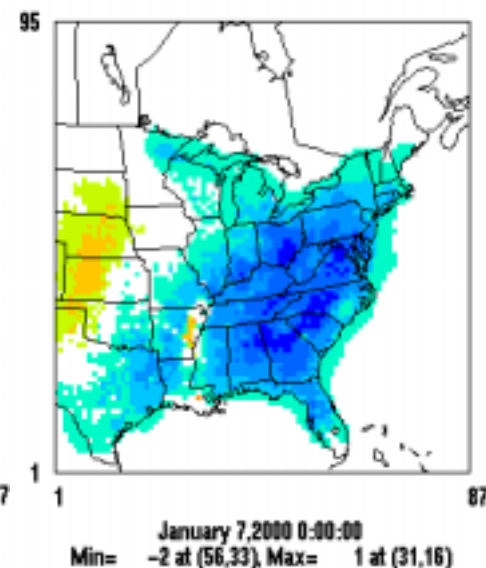 95
1
7 1 87
January 7,2000 0:00:00
Min= -2 at (56,33), Max= 1 at (31,16)